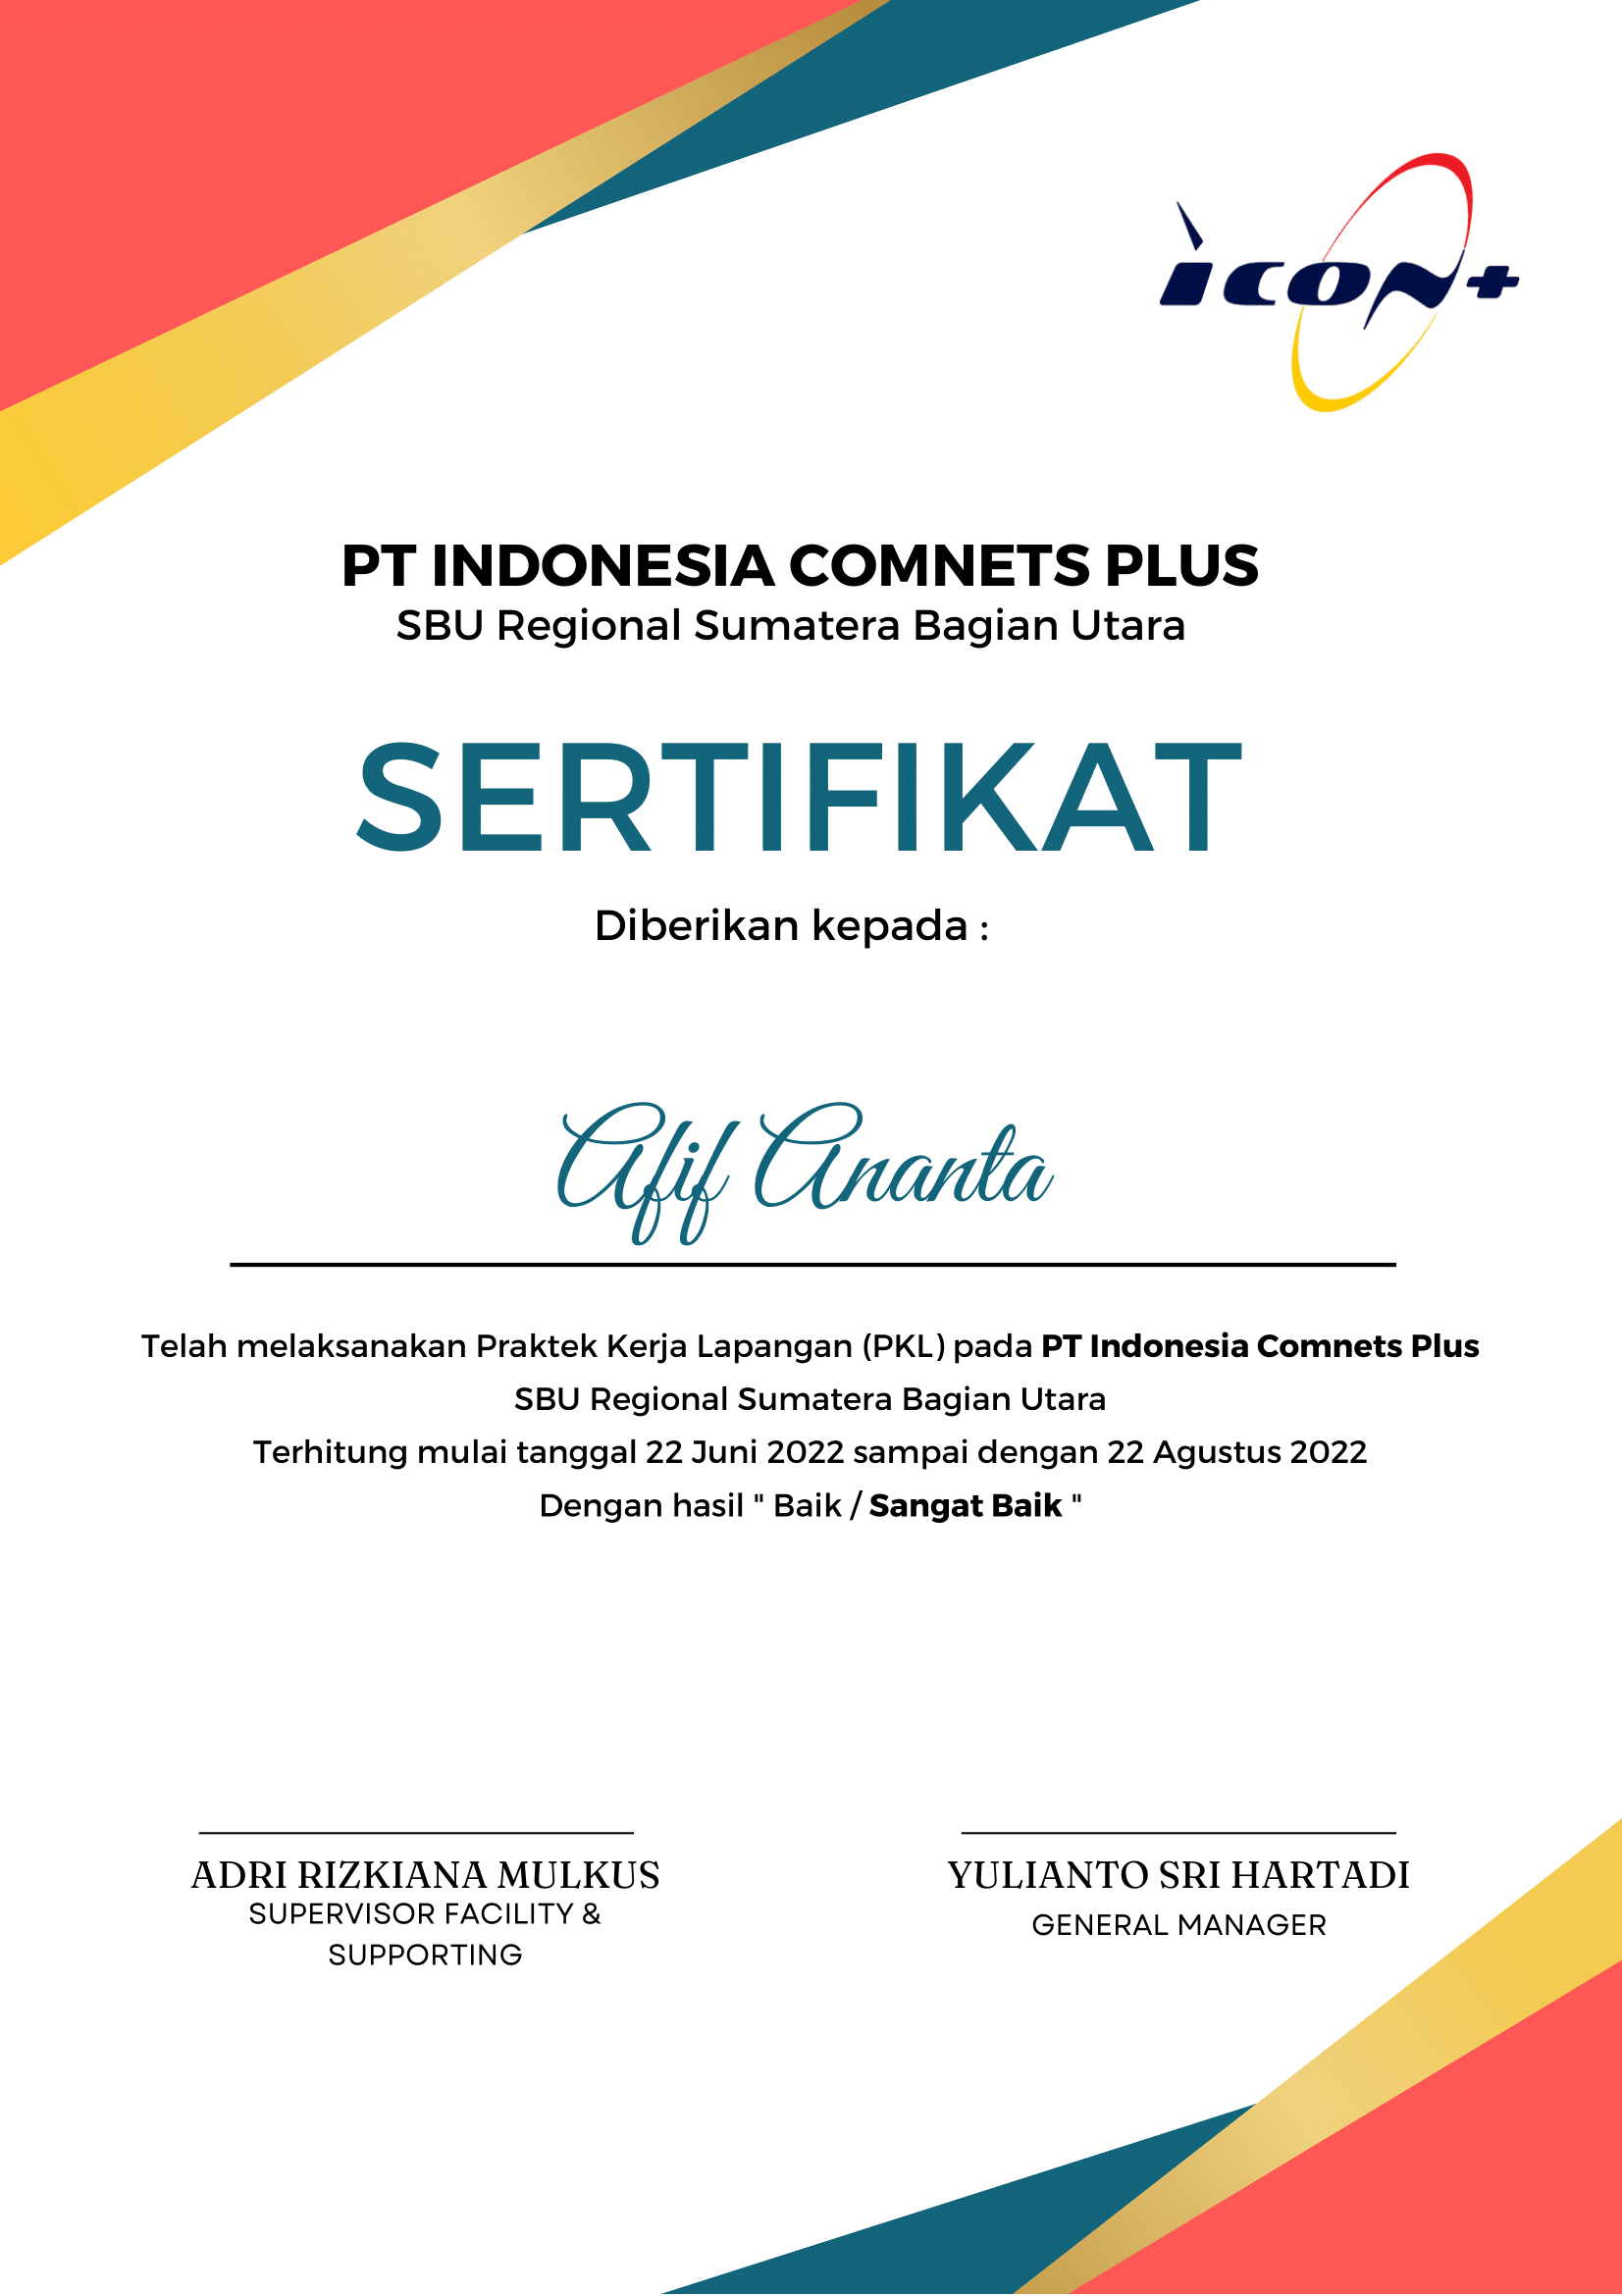 icon+
PT INDONESIA COMNETS PLUS
SBU Regional Sumatera Bagian Utara
SERTIFIKAT
Diberikan kepada :
Afif Ananta
Telah melaksanakan Praktek Kerja Lapangan (PKL) pada PT Indonesia Comnets Plus
SBU Regional Sumatera Bagian Utara
Terhitung mulai tanggal 22 Juni 2022 sampai dengan 22 Agustus 2022
Dengan hasil " Baik / Sangat Baik "
ADRI RIZKIANA MULKUS
SUPERVISOR FACILITY &
SUPPORTING
YULIANTO SRI HARTADI
GENERAL MANAGER